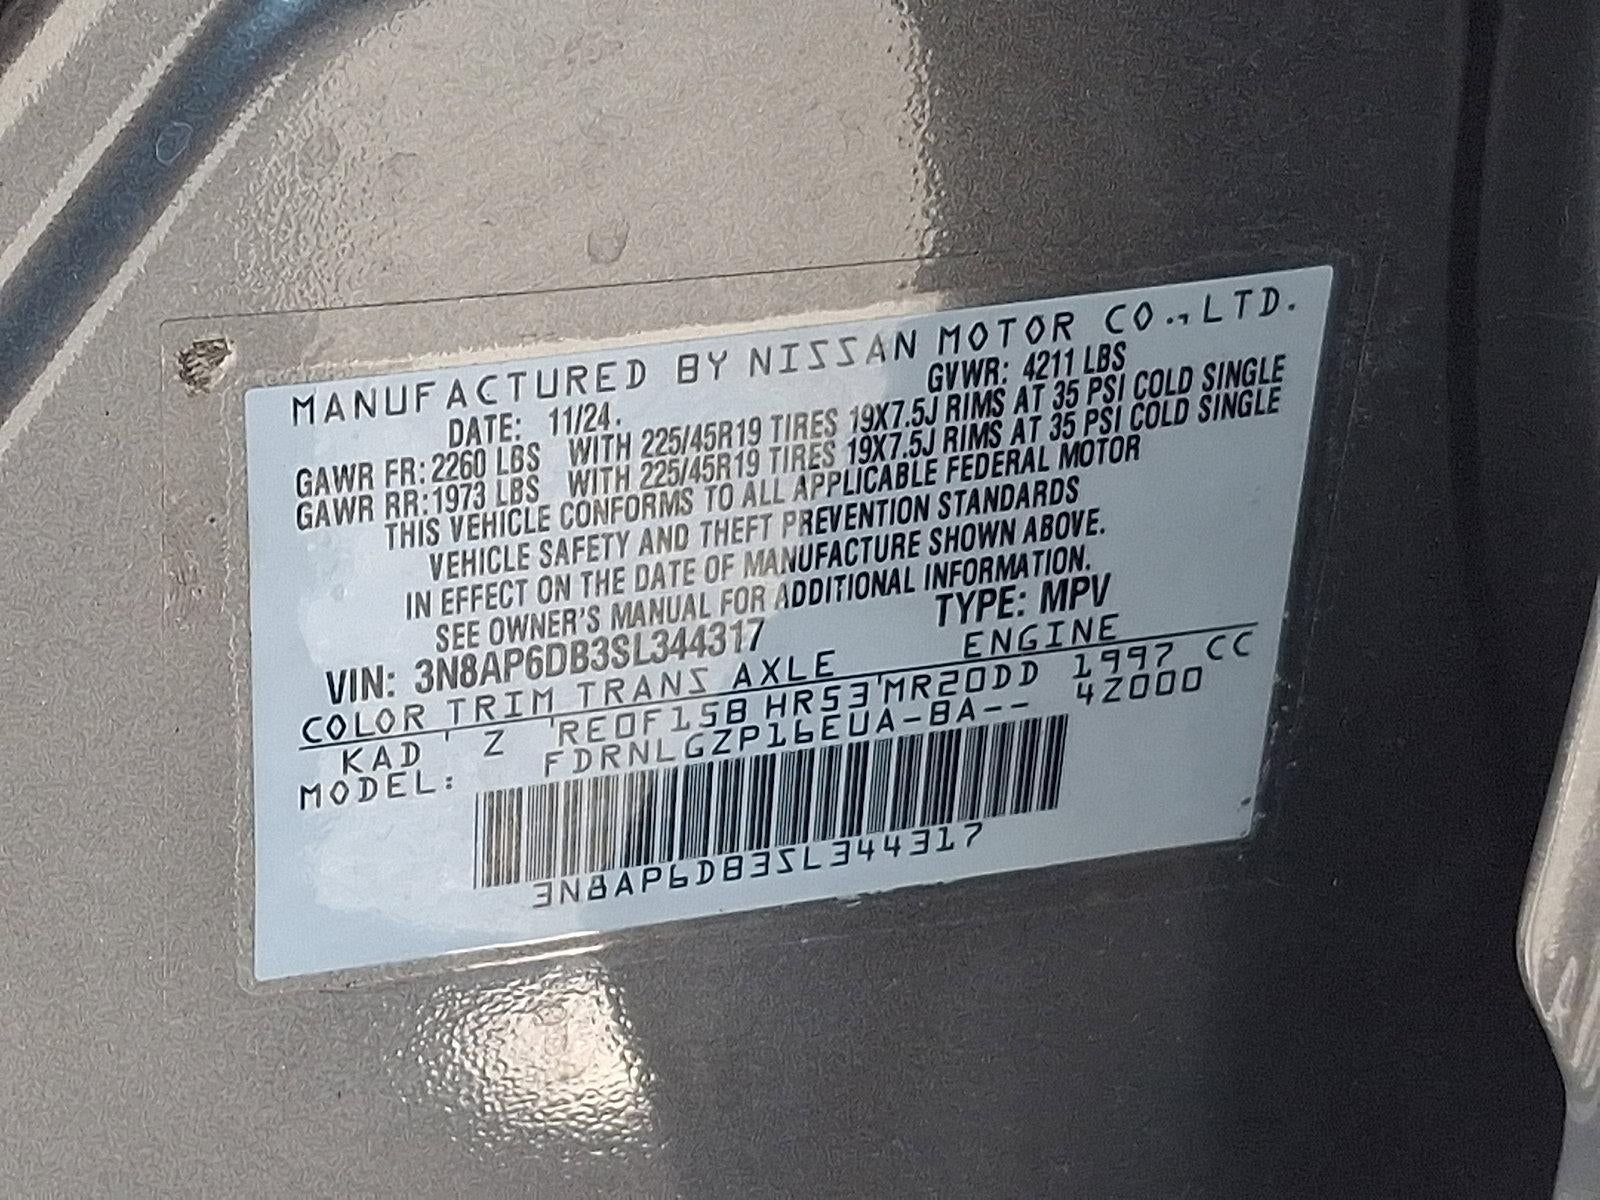 MANUFACTURED BY NISSAN MOTOR CO., LTD.
DATE: 11/24. GVWR: 4211 LBS
GAWR FR: 2260 LBS WITH 225/45R19 TIRES 19X7.5J RIMS AT 35 PSI COLD SINGLE
GAWR RR: 1973 LBS WITH 225/45R19 TIRES 19X7.5J RIMS AT 35 PSI COLD SINGLE
THIS VEHICLE CONFORMS TO ALL APPLICABLE FEDERAL MOTOR
VEHICLE SAFETY AND THEFT PREVENTION STANDARDS
IN EFFECT ON THE DATE OF MANUFACTURE SHOWN ABOVE.
SEE OWNER'S MANUAL FOR ADDITIONAL INFORMATION.
VIN: 3N8AP6DB3SL344317 TYPE: MPV
COLOR TRIM TRANS AXLE ENGINE
KAD ' Z 'RE0F15B HR53'MR20DD 1997 CC
MODEL: FDRNLGZP16EUA-BA-- 4Z000
3N8AP6DB3SL344317